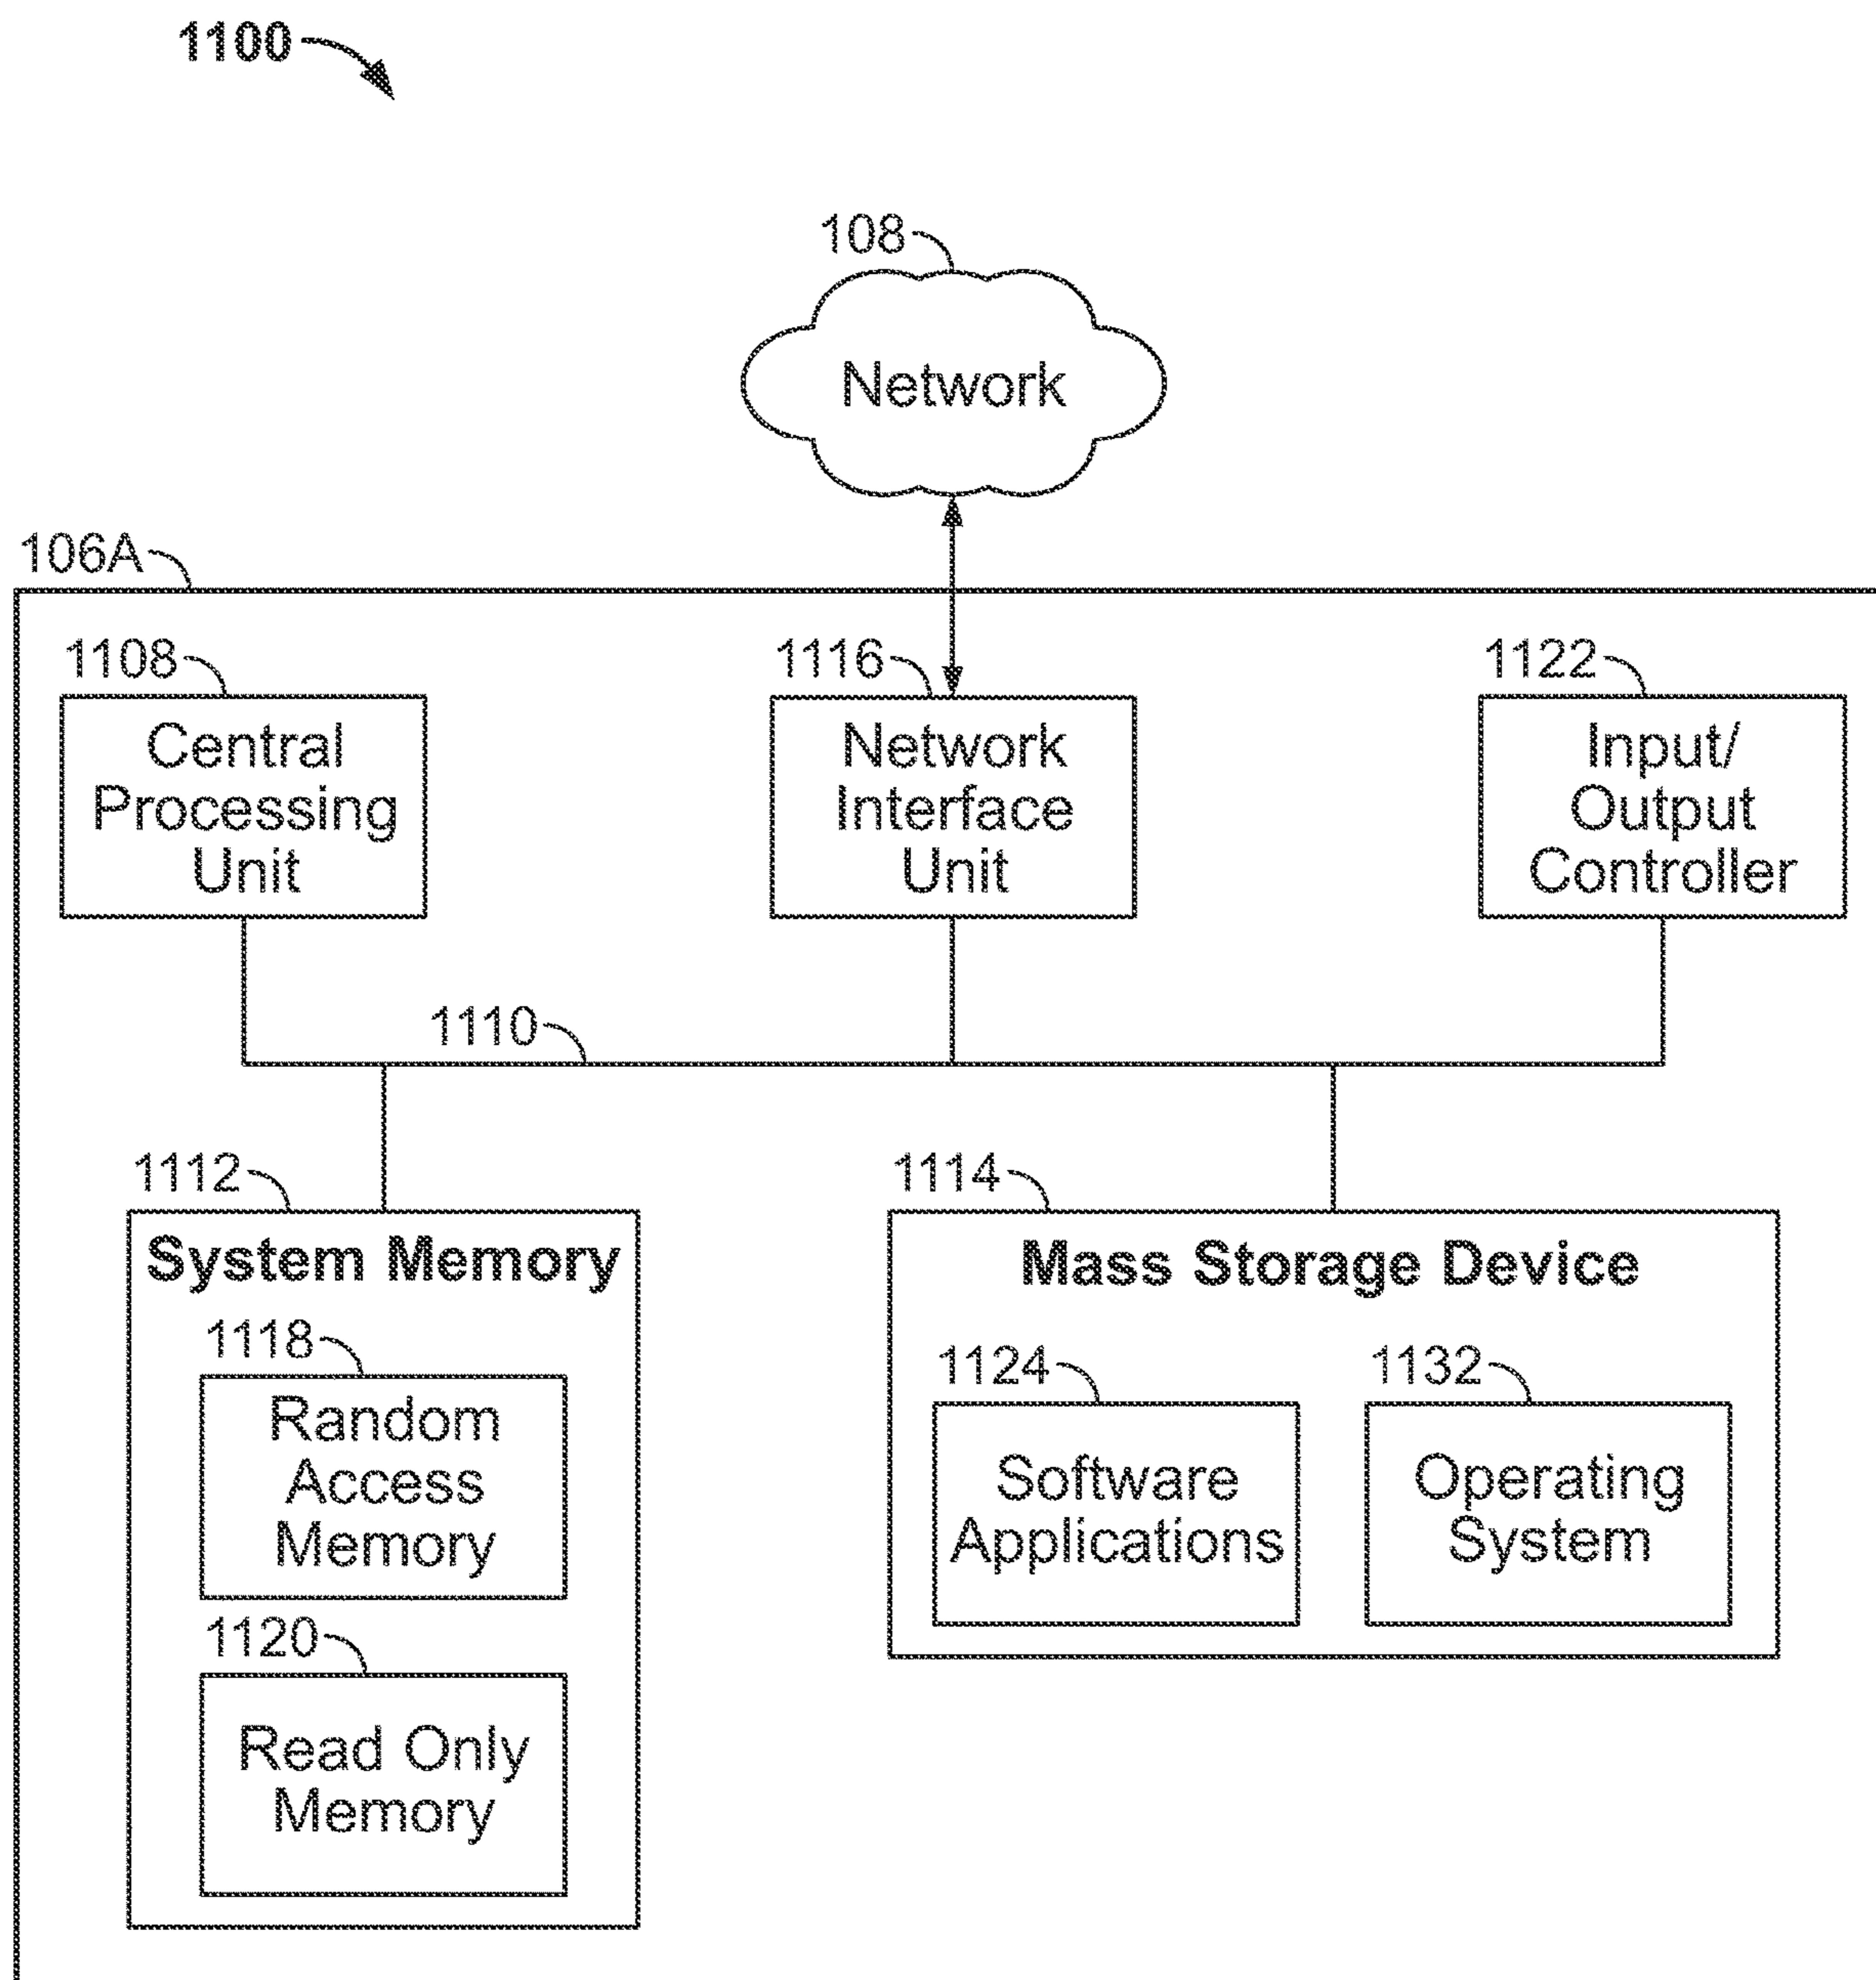 1100
108
Network
106A
1108
Central
Processing
Unit
1116
Network
Interface
Unit
1122
Input/
Output
Controller
1110
1112
System Memory
1118
Random
Access
Memory
1120
Read Only
Memory
1114
Mass Storage Device
1124
Software
Applications
1132
Operating
System